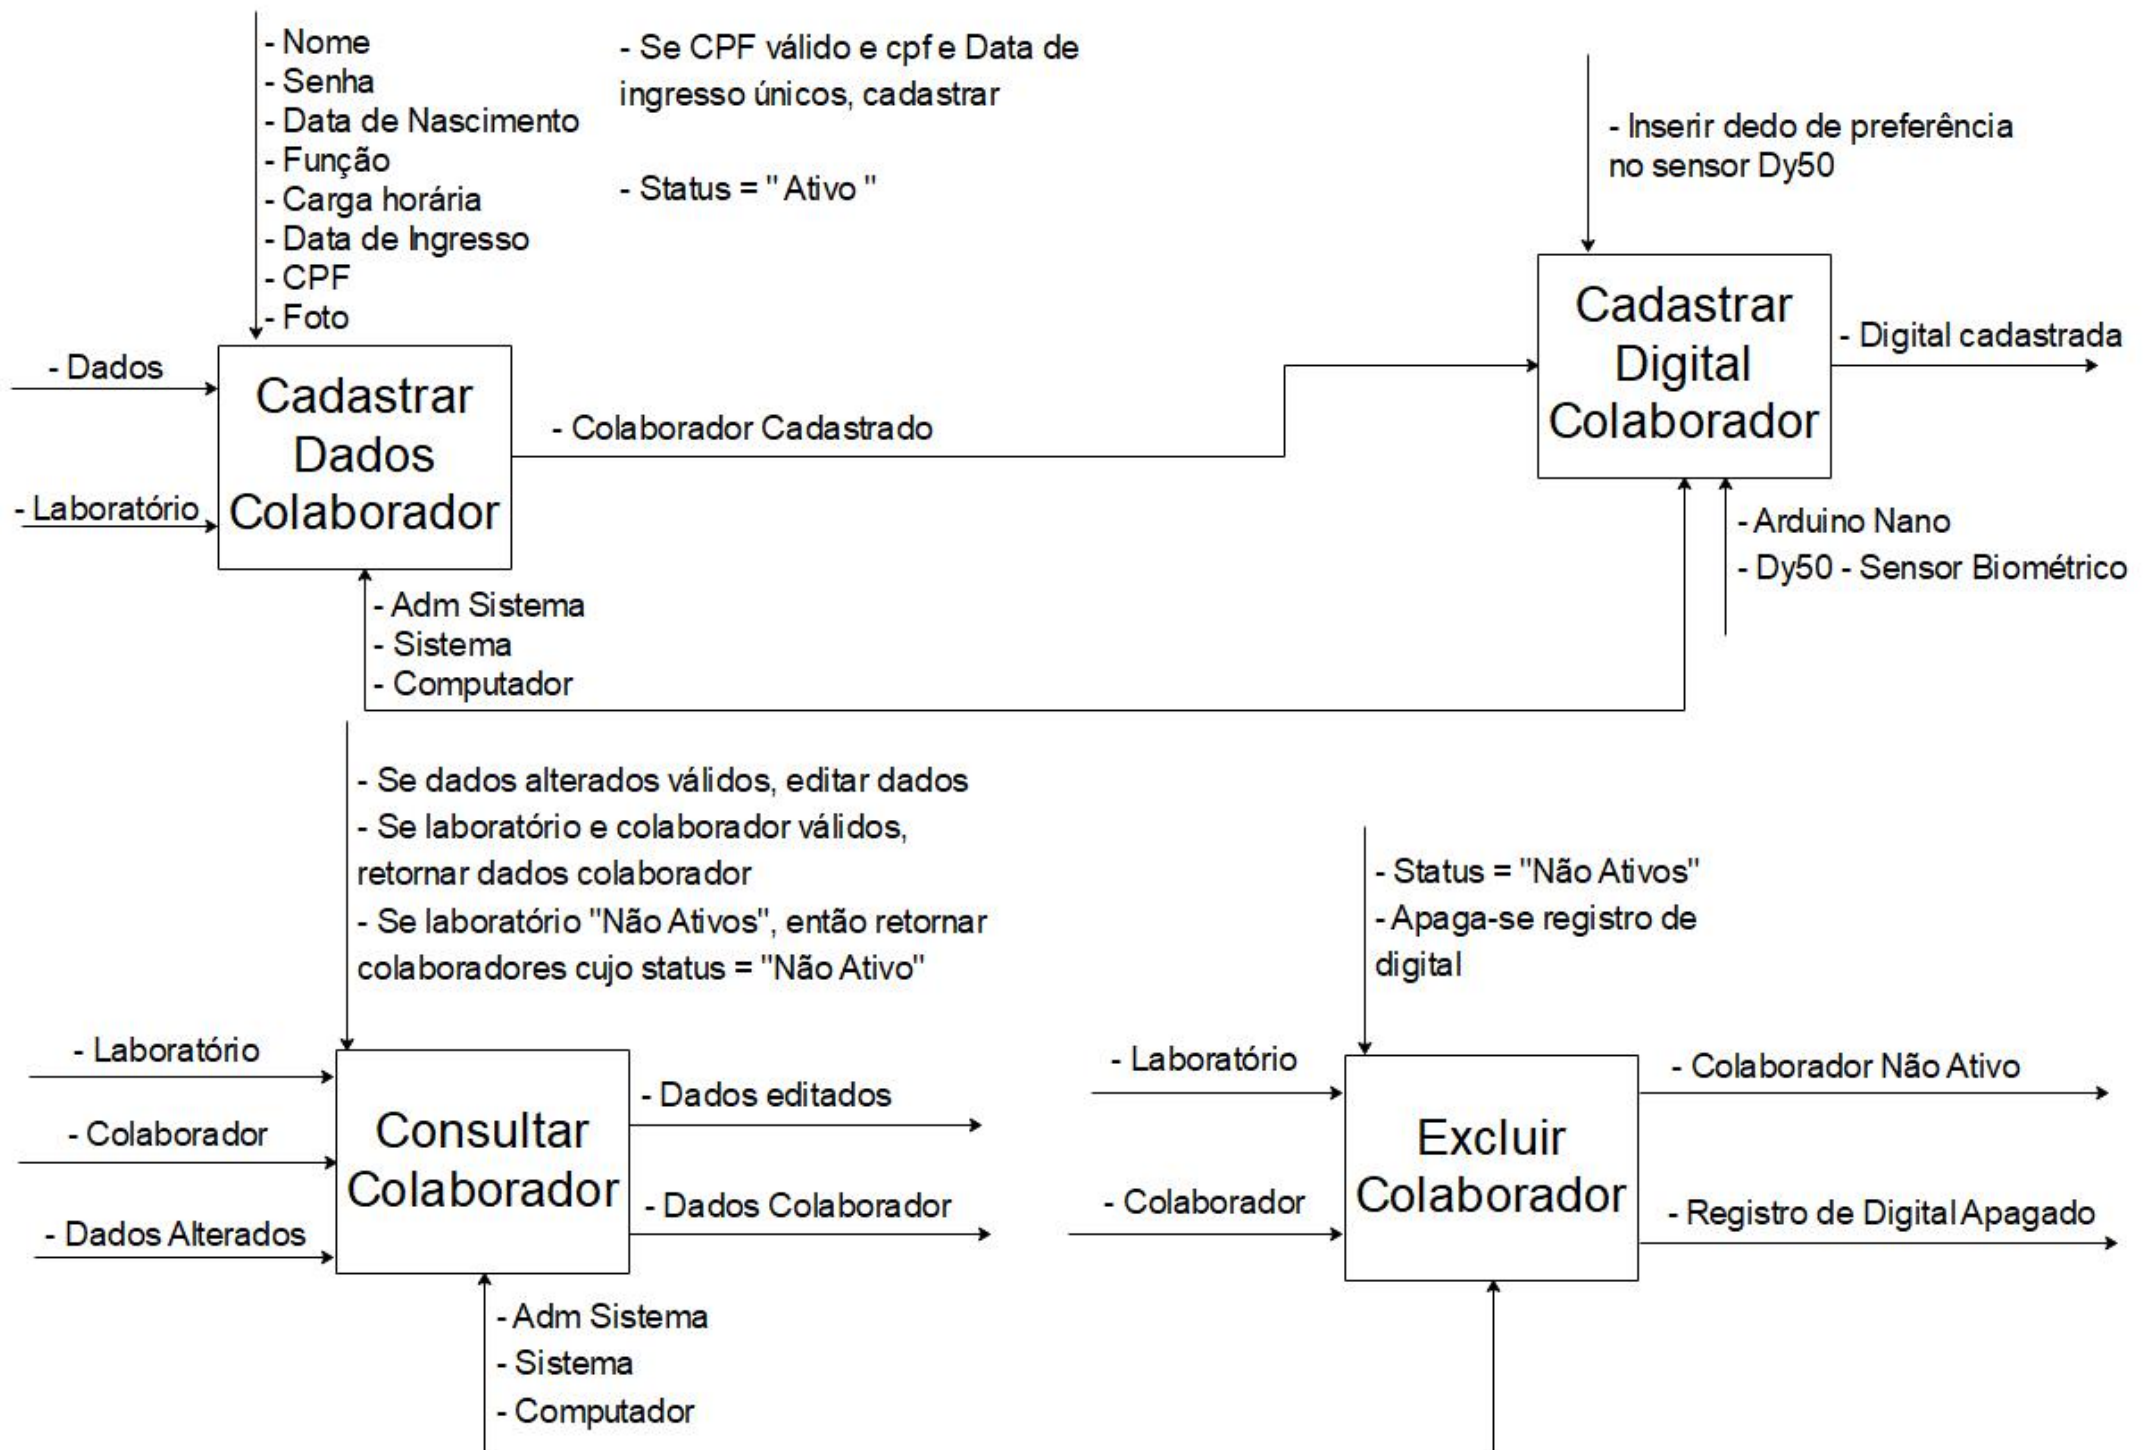 - Nome
- Senha
- Data de Nascimento
- Função
- Carga horária
- Data de Ingresso
- CPF
- Foto
- Se CPF válido e cpf e Data de
ingresso únicos, cadastrar
- Status = " Ativo "
- Inserir dedo de preferência
no sensor Dy50
- Dados
- Laboratório
Cadastrar
Dados
Colaborador
- Colaborador Cadastrado
Cadastrar
Digital
Colaborador
- Digital cadastrada
- Adm Sistema
- Sistema
- Computador
- Arduino Nano
- Dy50 - Sensor Biométrico
- Se dados alterados válidos, editar dados
- Se laboratório e colaborador válidos,
retornar dados colaborador
- Se laboratório "Não Ativos", então retornar
colaboradores cujo status = "Não Ativo"
- Status = "Não Ativos"
- Apaga-se registro de
digital
- Laboratório
- Colaborador
- Dados Alterados
Consultar
Colaborador
- Dados editados
- Dados Colaborador
- Adm Sistema
- Sistema
- Computador
- Laboratório
- Colaborador
Excluir
Colaborador
- Colaborador Não Ativo
- Registro de Digital Apagado